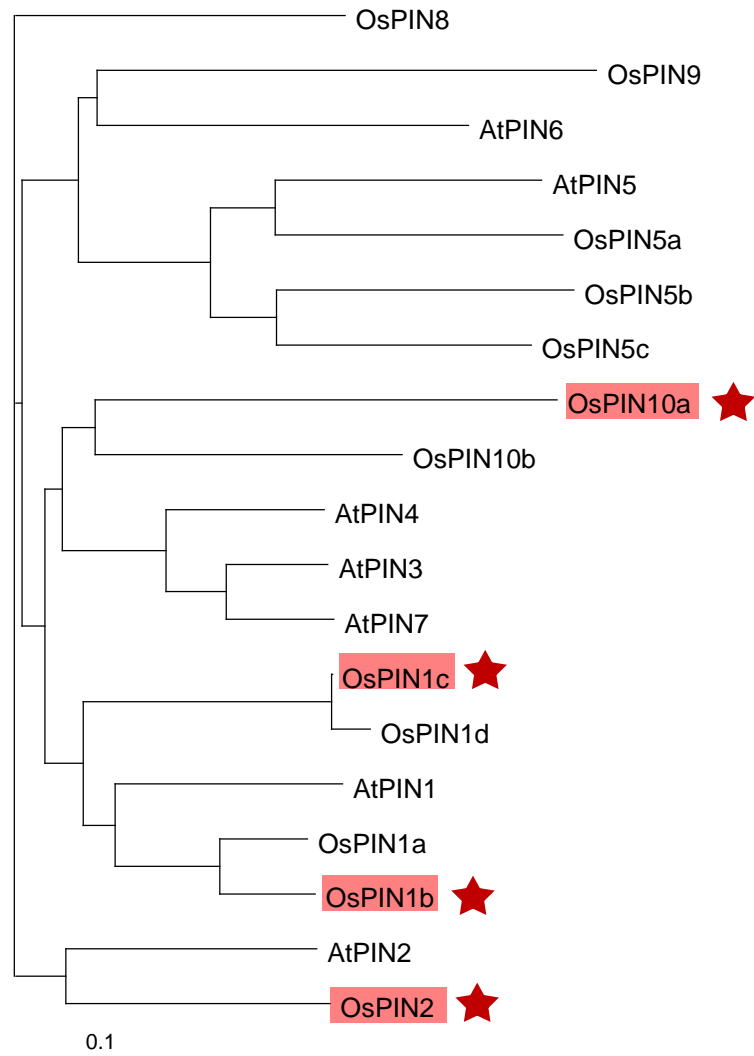 OsPIN8
OsPIN9
AtPIN6
AtPIN5
OsPIN5a
OsPIN5b
OsPIN5c
OsPIN10a
OsPIN10b
AtPIN4
AtPIN3
AtPIN7
OsPIN1c
OsPIN1d
AtPIN1
OsPIN1a
OsPIN1b
AtPIN2
OsPIN2
0.1